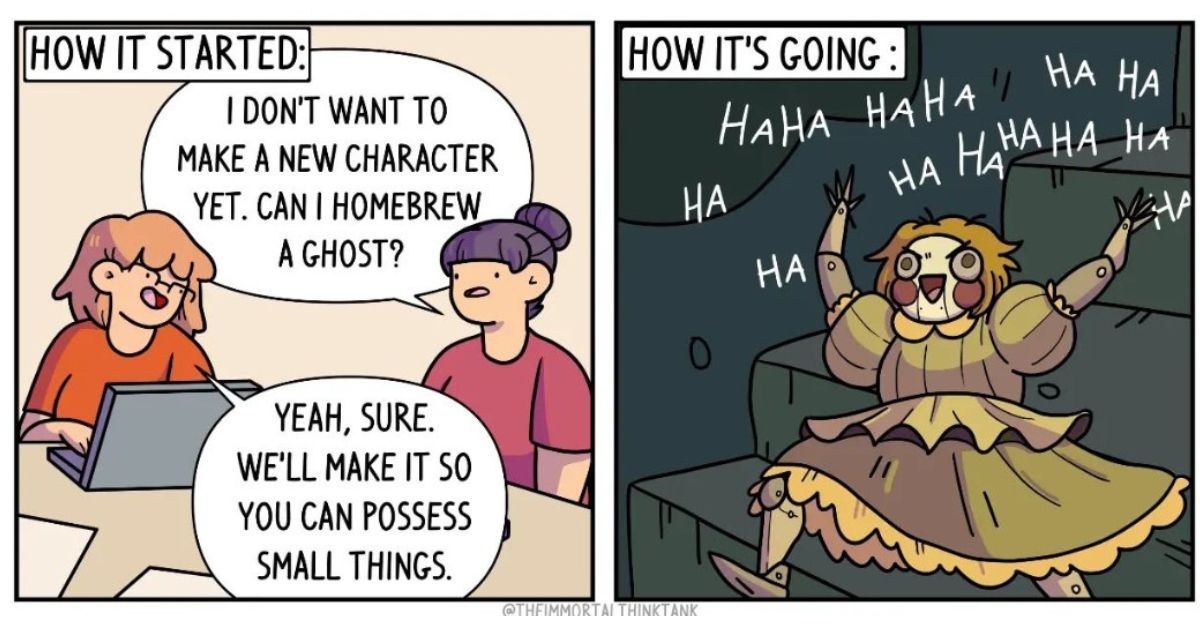 HOW IT STARTED:
I DON'T WANT TO
MAKE A NEW CHARACTER
YET. CAN I HOMEBREW
A GHOST?
YEAH, SURE.
WE'LL MAKE IT SO
YOU CAN POSSESS
SMALL THINGS.
HOW IT'S GOING :
HA HA
HAHA HAHA
HA HA HA HA HA
HA
HA
HA
@THEIMMORTALTHINKTANK